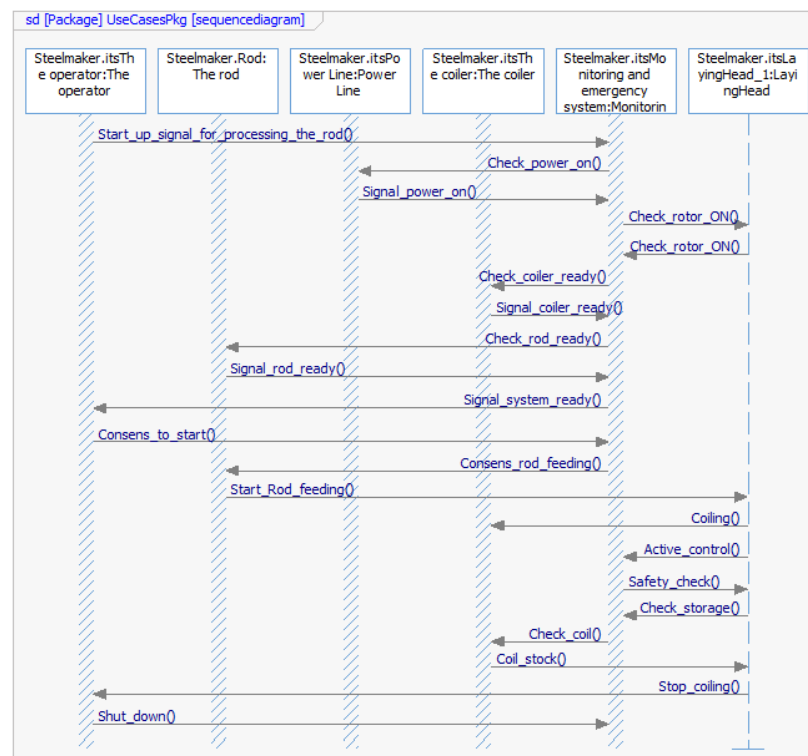 sd [Package] UseCasesPkg [sequencediagram]
Steelmaker.itsTh
e operator:The
operator
Steelmaker.Rod:
The rod
Steelmaker.itsPo
wer Line:Power
Line
Steelmaker.itsTh
e coiler:The coiler
Steelmaker.itsMo
nitoring and
emergency
system:Monitorin
Steelmaker.itsLa
yingHead_1:Layi
ngHead
Start_up_signal_for_processing_the_rod()
Check_power_on()
Signal_power_on()
Check_rotor_ON()
Check_rotor_ON()
Check_coiler_ready()
Signal_coiler_ready()
Check_rod_ready()
Signal_rod_ready()
Signal_system_ready()
Consens_to_start()
Consens_rod_feeding()
Start_Rod_feeding()
Coiling()
Active_control()
Safety_check()
Check_storage()
Check_coil()
Coil_stock()
Stop_coiling()
Shut_down()